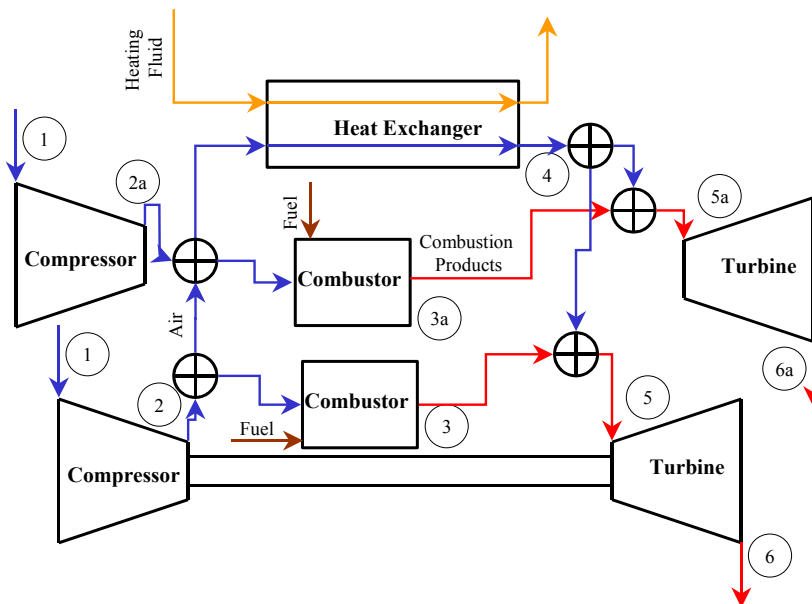 Heating
Fluid
Heat Exchanger
1
2a
4
5a
Fuel
Compressor
Combustor
Combustion
Products
Turbine
3a
Air
1
2
Combustor
3
5
6a
Fuel
Compressor
Turbine
6